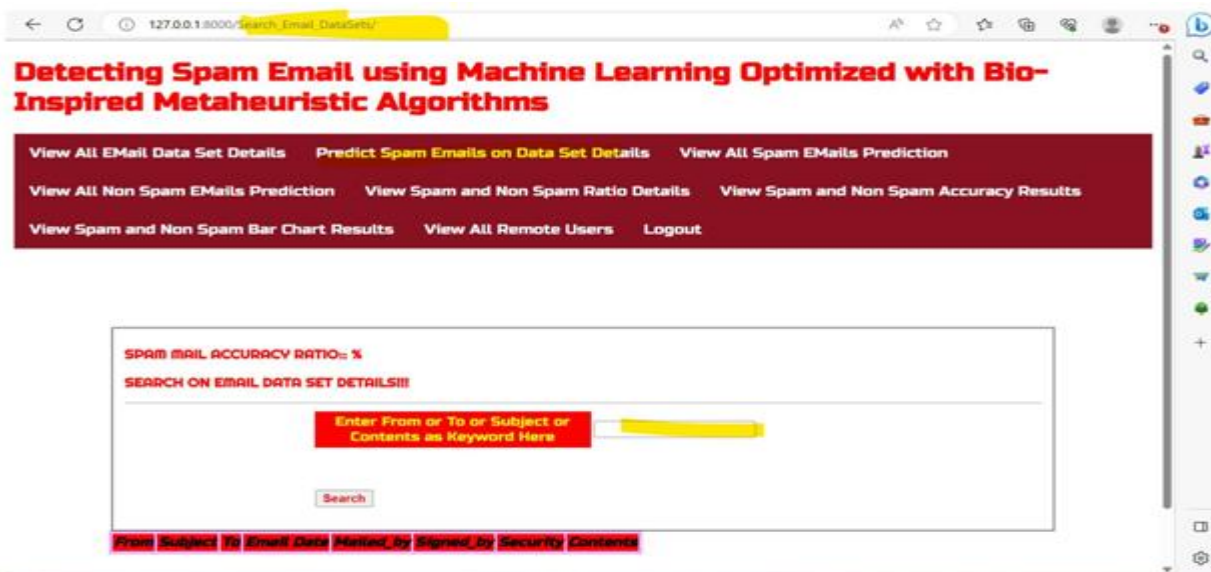 127.0.0.1:8000/Search_Email_DataSets/
Detecting Spam Email using Machine Learning Optimized with Bio-
Inspired Metaheuristic Algorithms
View All EMail Data Set Details Predict Spam Emails on Data Set Details View All Spam EMails Prediction
View All Non Spam EMails Prediction View Spam and Non Spam Ratio Details View Spam and Non Spam Accuracy Results
View Spam and Non Spam Bar Chart Results View All Remote Users Logout
SPAM MAIL ACCURACY RATIO:: %
SEARCH ON EMAIL DATA SET DETAILS!!!
Enter From or To or Subject or
Contents as Keyword Here
Search
From Subject To Email Date Mailed_by Signed_by Security Contents